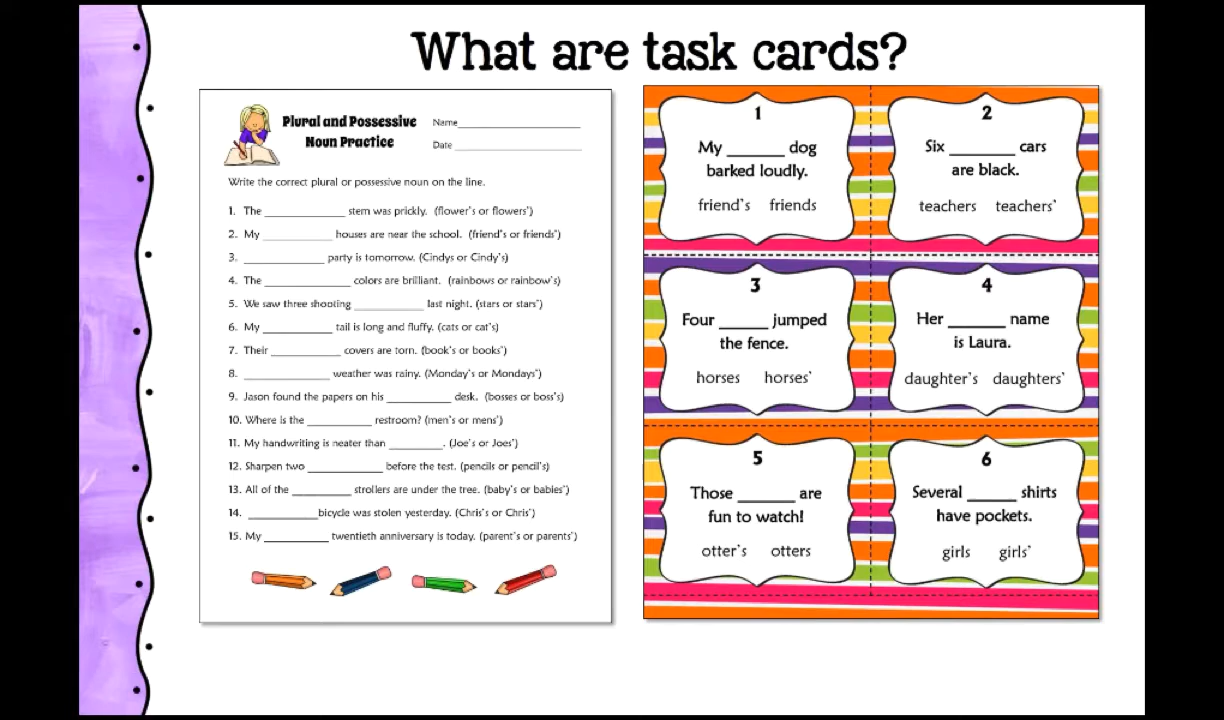 What are task cards?
Plural and Possessive
Noun Practice
Name____________________
Date ____________________
Write the correct plural or possessive noun on the line.
1. The ______________ stem was prickly. (flower's or flowers')
2. My ____________ houses are near the school. (friend's or friends')
3. ______________ party is tomorrow. (Cindys or Cindy's)
4. The _______________ colors are brilliant. (rainbows or rainbow's)
5. We saw three shooting ____________ last night. (stars or stars')
6. My ____________ tail is long and fluffy. (cats or cat's)
7. Their ____________ covers are torn. (book's or books')
8. _______________ weather was rainy. (Monday's or Mondays')
9. Jason found the papers on his ___________ desk. (bosses or boss's)
10. Where is the ___________ restroom? (men's or mens')
11. My handwriting is neater than _________. (Joe's or Joes')
12. Sharpen two _____________ before the test. (pencils or pencil's)
13. All of the __________ strollers are under the tree. (baby's or babies')
14. ____________bicycle was stolen yesterday. (Chris's or Chris')
15. My ___________ twentieth anniversary is today. (parent's or parents')
1
My ______ dog
barked loudly.
friend's friends
2
Six _______ cars
are black.
teachers teachers'
3
Four _____ jumped
the fence.
horses horses'
4
Her ______ name
is Laura.
daughter's daughters'
5
Those ______ are
fun to watch!
otter's otters
6
Several _____ shirts
have pockets.
girls girls'